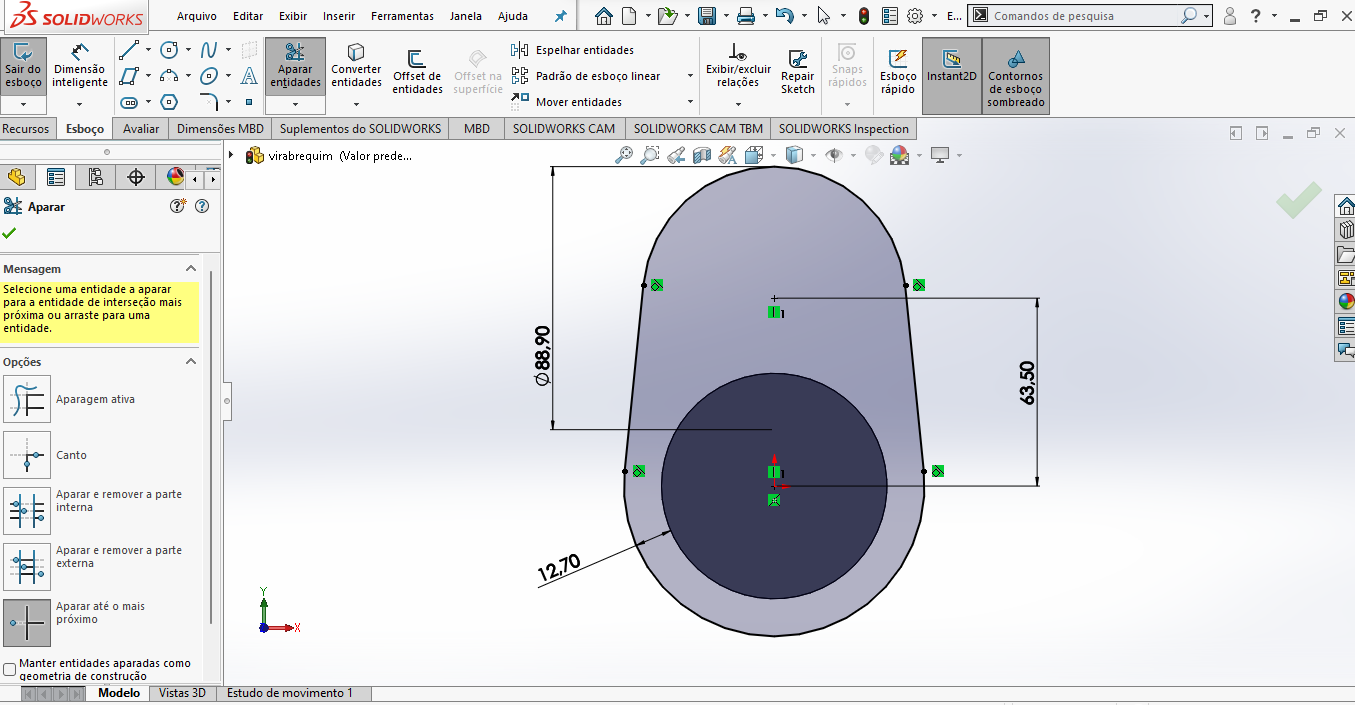 SOLIDWORKS
Arquivo Editar Exibir Inserir Ferramentas Janela Ajuda
E...
Comandos de pesquisa
Sair do esboço
Dimensão inteligente
Aparar entidades
Converter entidades
Offset de entidades
Offset na superfície
Espelhar entidades
Padrão de esboço linear
Mover entidades
Exibir/excluir relações
Repair Sketch
Snaps rápidos
Esboço rápido
Instant2D
Contornos de esboço sombreado
Recursos Esboço Avaliar Dimensões MBD Suplementos do SOLIDWORKS MBD SOLIDWORKS CAM SOLIDWORKS CAM TBM SOLIDWORKS Inspection
virabrequim (Valor prede...
Aparar
Mensagem
Selecione uma entidade a aparar
para a entidade de interseção mais
próxima ou arraste para uma
entidade.
Opções
Aparagem ativa
Canto
Aparar e remover a parte
interna
Aparar e remover a parte
externa
Aparar até o mais
próximo
Manter entidades aparadas como
geometria de construção
Ø88,90
63,50
12,70
1
1
Y
X
Modelo Vistas 3D Estudo de movimento 1